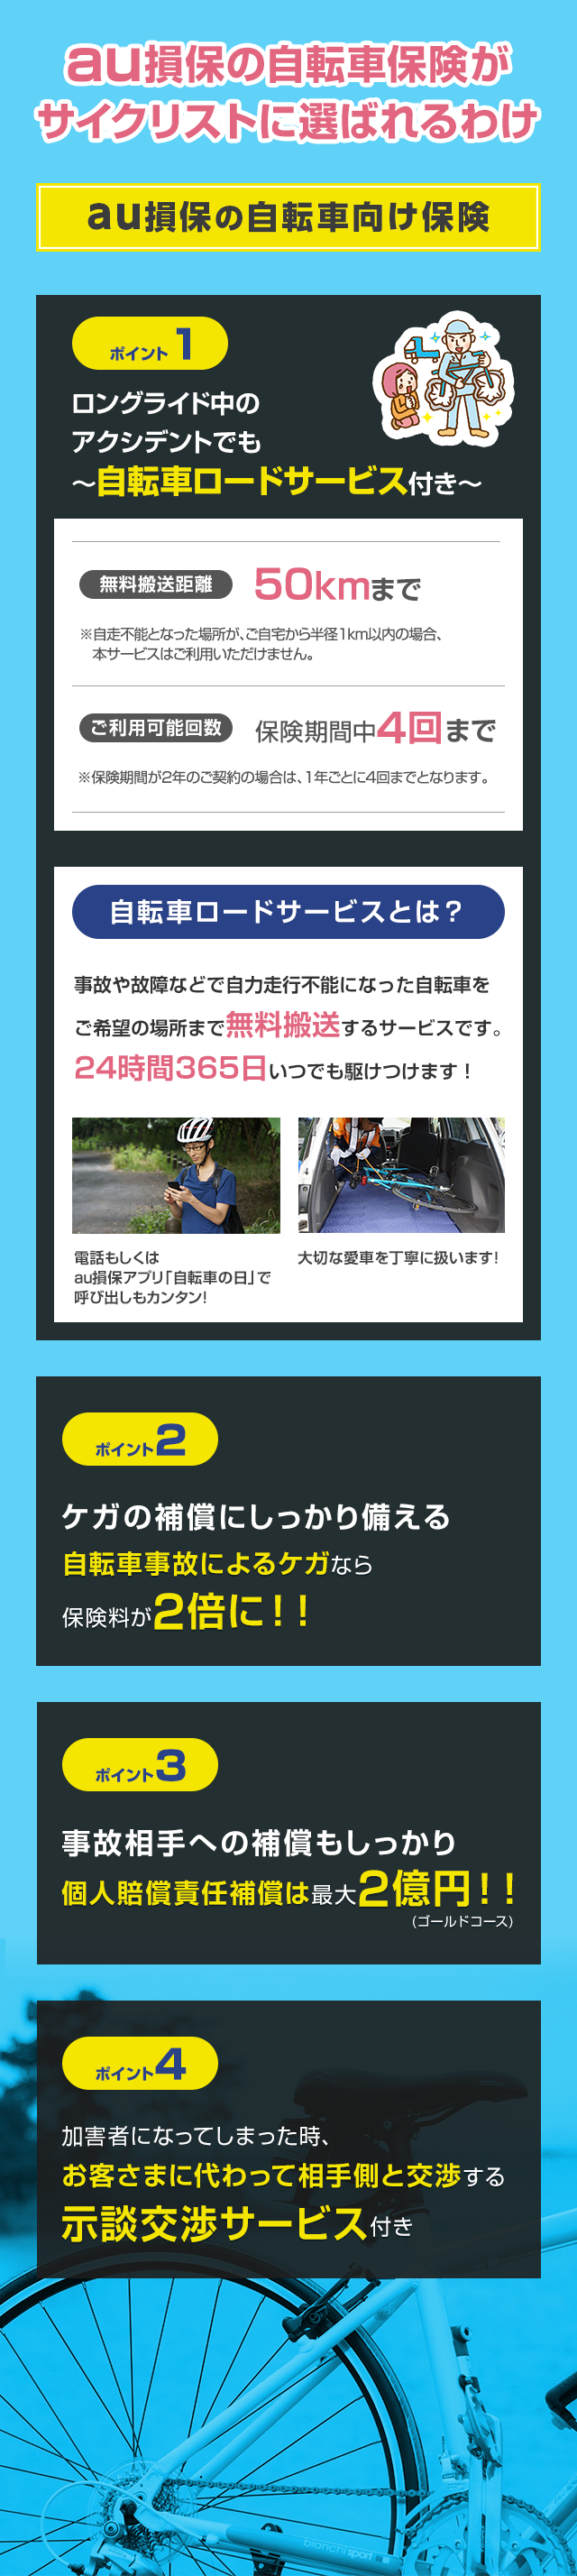 au損保の自転車保険が
サイクリストに選ばれるわけ
au損保の自転車向け保険
ポイント1
ロングライド中の
アクシデントでも
～自転車ロードサービス付き～
無料搬送距離 50kmまで
※自走不能となった場所が、ご自宅から半径1km以内の場合、
本サービスはご利用いただけません。
ご利用可能回数 保険期間中4回まで
※保険期間が2年のご契約の場合は、1年ごとに4回までとなります。
自転車ロードサービスとは？
事故や故障などで自力走行不能になった自転車を
ご希望の場所まで無料搬送するサービスです。
24時間365日いつでも駆けつけます！
電話もしくは
au損保アプリ「自転車の日」で
呼び出しもカンタン!
大切な愛車を丁寧に扱います!
ポイント2
ケガの補償にしっかり備える
自転車事故によるケガなら
保険料が2倍に！！
ポイント3
事故相手への補償もしっかり
個人賠償責任補償は最大2億円！！
(ゴールドコース)
ポイント4
加害者になってしまった時、
お客さまに代わって相手側と交渉する
示談交渉サービス付き
bianchi sport